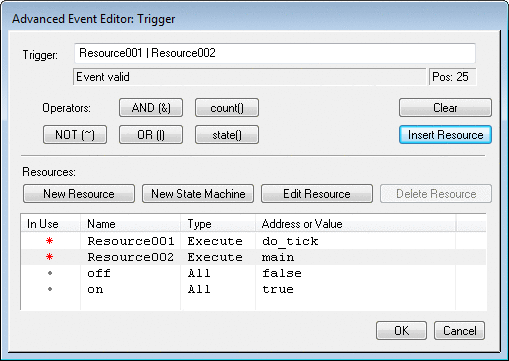 Advanced Event Editor: Trigger
Trigger: Resource001 | Resource002
Event valid Pos: 25
Operators: AND (&) count() Clear
NOT (~) OR (|) state() Insert Resource
Resources:
New Resource New State Machine Edit Resource Delete Resource
In Use Name Type Address or Value
* Resource001 Execute do_tick
* Resource002 Execute main
off All false
on All true
OK Cancel